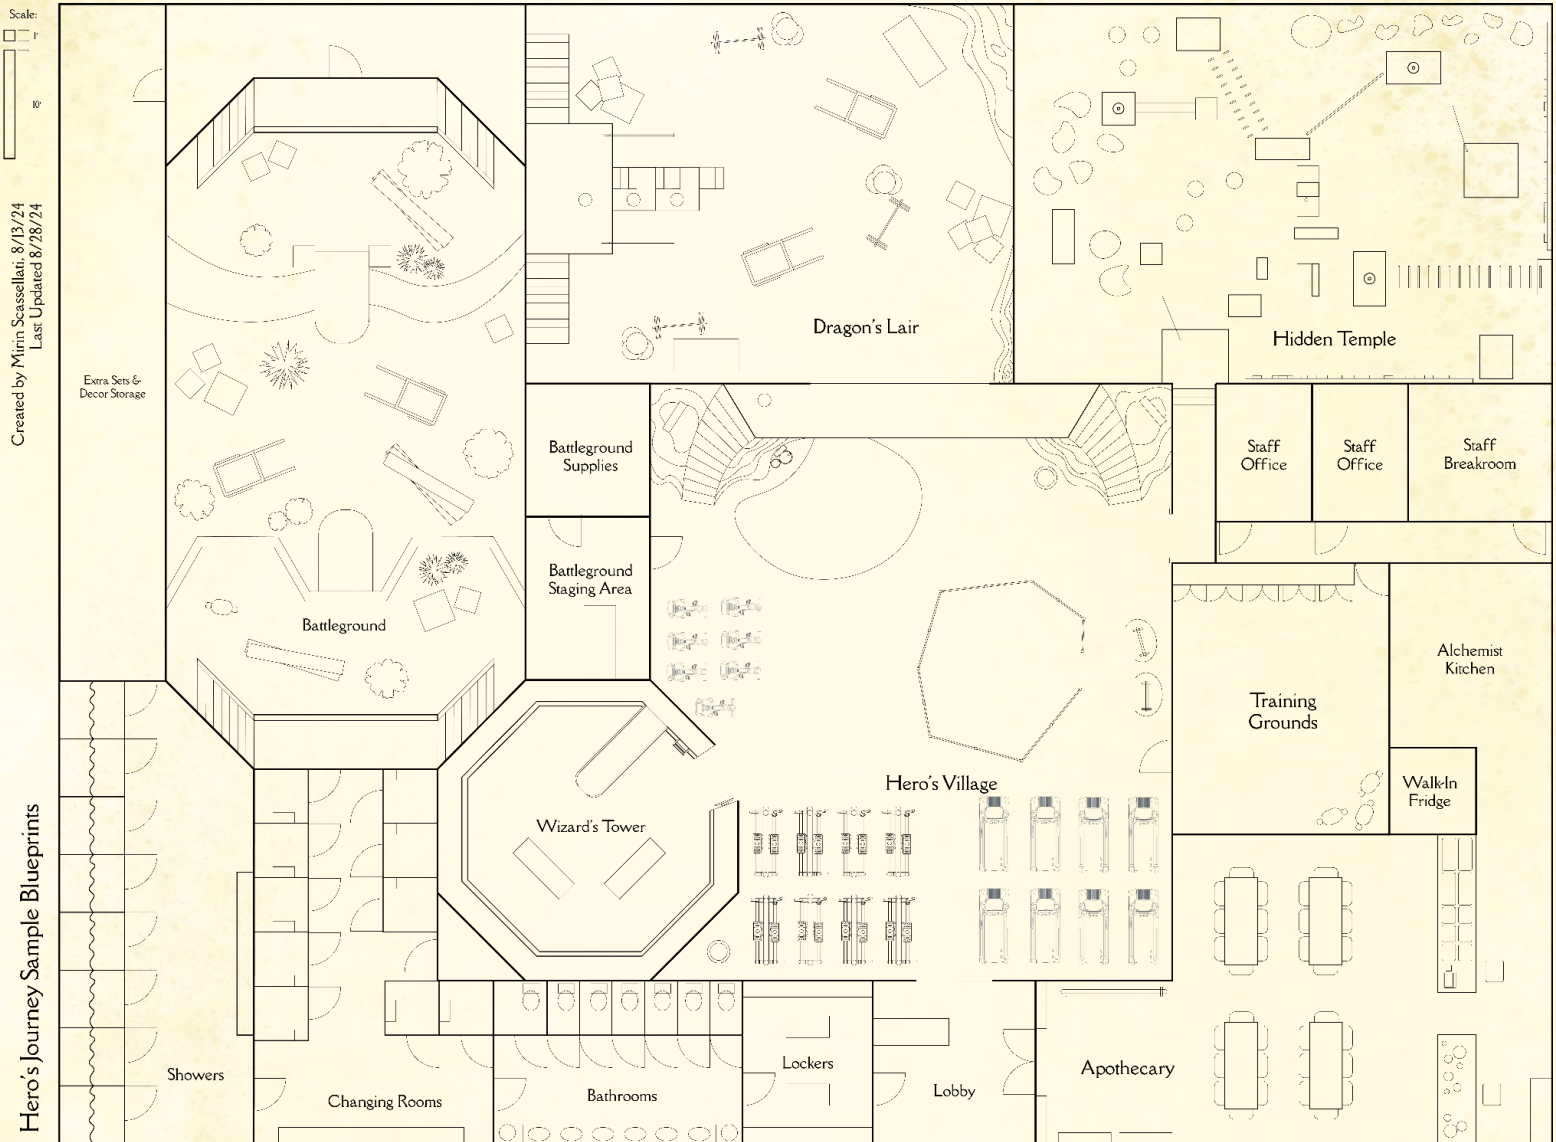 Scale:
1'
10'
Created by Mirin Scassellati, 8/13/24
Last Updated 8/28/24
Hero's Journey Sample Blueprints
Extra Sets &
Decor Storage
Battleground
Dragon's Lair
Hidden Temple
Battleground
Supplies
Battleground
Staging Area
Staff
Office
Staff
Office
Staff
Breakroom
Alchemist
Kitchen
Training
Grounds
Walk-In
Fridge
Hero's Village
Wizard's Tower
Showers
Changing Rooms
Bathrooms
Lockers
Lobby
Apothecary